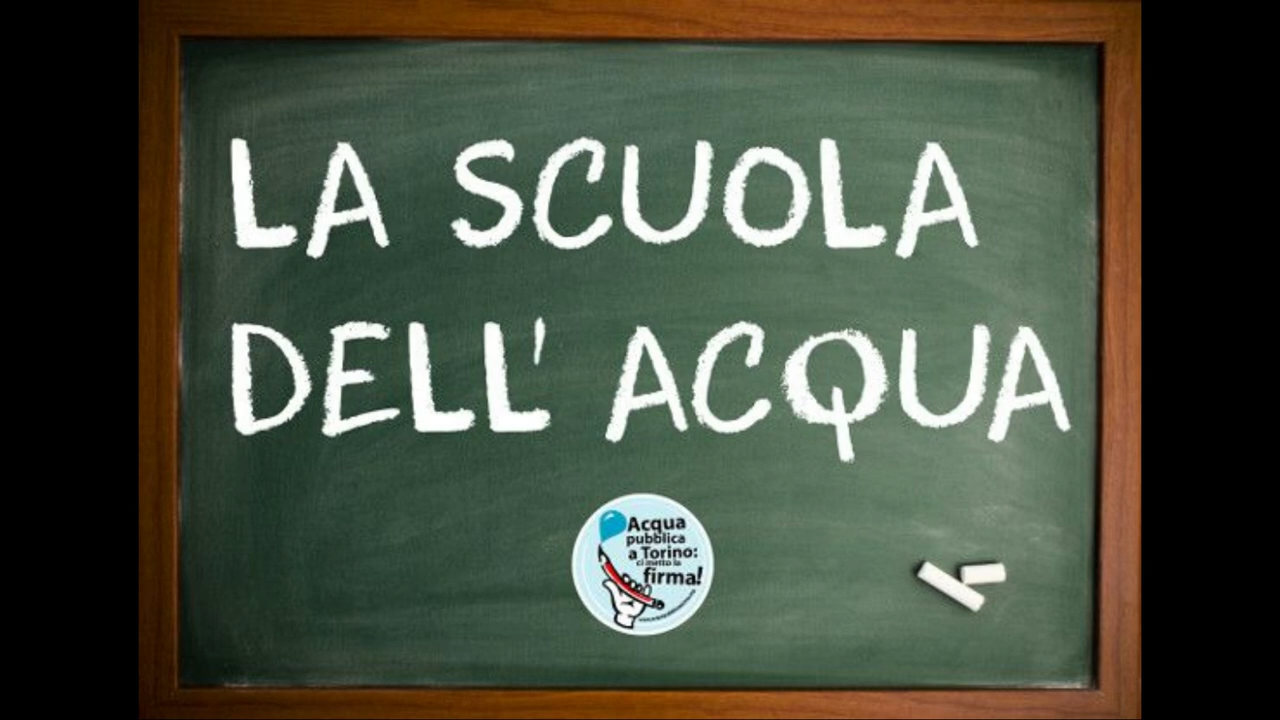 LA SCUOLA
DELL' ACQUA
Acqua
pubblica
a Torino:
ci metto la
firma!